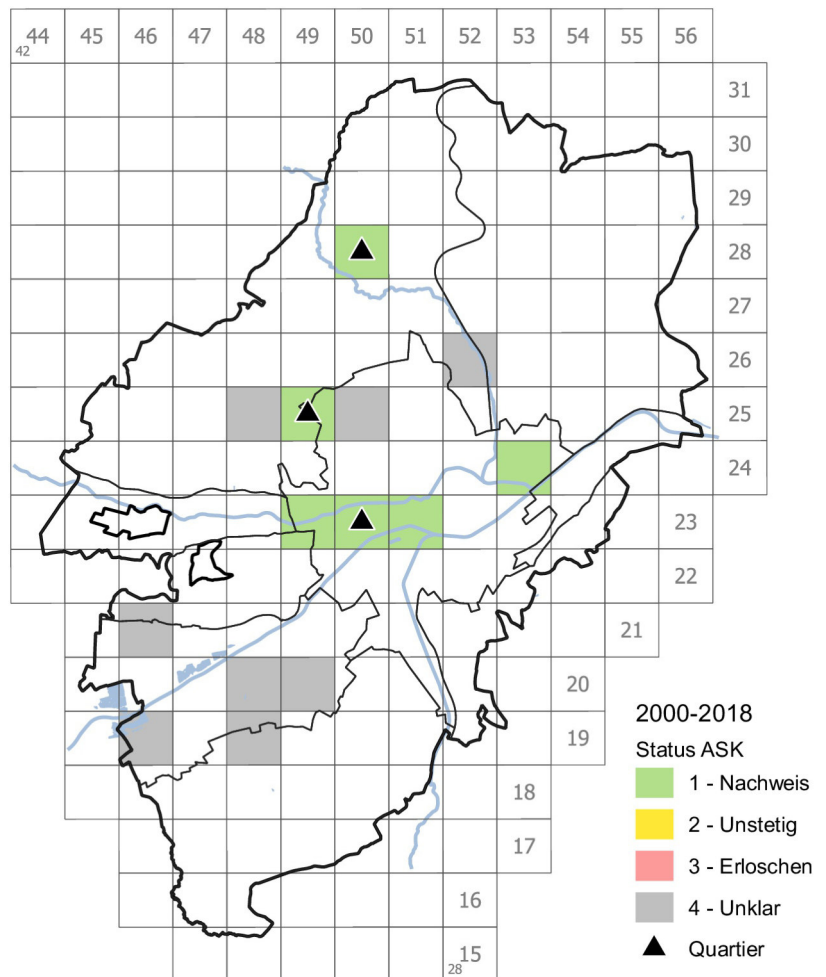 44 45 46 47 48 49 50 51 52 53 54 55 56
42
31
30
29
28
27
26
25
24
23
22
21
20
19
18
17
16
15
28
2000-2018
Status ASK
1 - Nachweis
2 - Unstetig
3 - Erloschen
4 - Unklar
Quartier